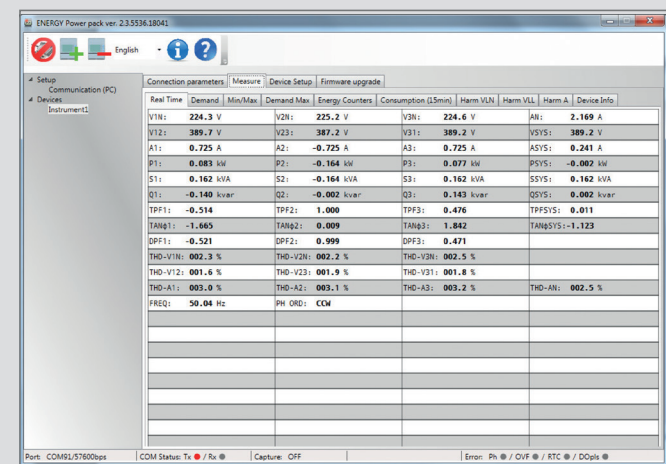 ENERGY Power pack ver. 2.3.5536.18041
English
Setup
Communication (PC)
Devices
Instrument1
Connection parameters Measure Device Setup Firmware upgrade
Real Time Demand Min/Max Demand Max Energy Counters Consumption (15min) Harm VLN Harm VLL Harm A Device Info
V1N: 224.3 V V2N: 225.2 V V3N: 224.6 V AN: 2.169 A
V12: 389.7 V V23: 387.2 V V31: 389.2 V VSYS: 389.2 V
A1: 0.725 A A2: -0.725 A A3: 0.725 A ASYS: 0.241 A
P1: 0.083 kW P2: -0.164 kW P3: 0.077 kW PSYS: -0.002 kW
S1: 0.162 kVA S2: -0.164 kVA S3: 0.162 kVA SSYS: 0.162 kVA
Q1: -0.140 kvar Q2: -0.002 kvar Q3: 0.143 kvar QSYS: 0.002 kvar
TPF1: -0.514 TPF2: 1.000 TPF3: 0.476 TPFSYS: 0.011
TANϕ1: -1.665 TANϕ2: 0.009 TANϕ3: 1.842 TANϕSYS:-1.123
DPF1: -0.521 DPF2: 0.999 DPF3: 0.471
THD-V1N: 002.3 % THD-V2N: 002.2 % THD-V3N: 002.5 %
THD-V12: 001.6 % THD-V23: 001.9 % THD-V31: 001.8 %
THD-A1: 003.0 % THD-A2: 003.1 % THD-A3: 003.2 % THD-AN: 002.5 %
FREQ: 50.04 Hz PH ORD: CCW
Port: COM91/57600bps COM Status: Tx / Rx Capture: OFF Error: Ph / OVF / RTC / DOpls